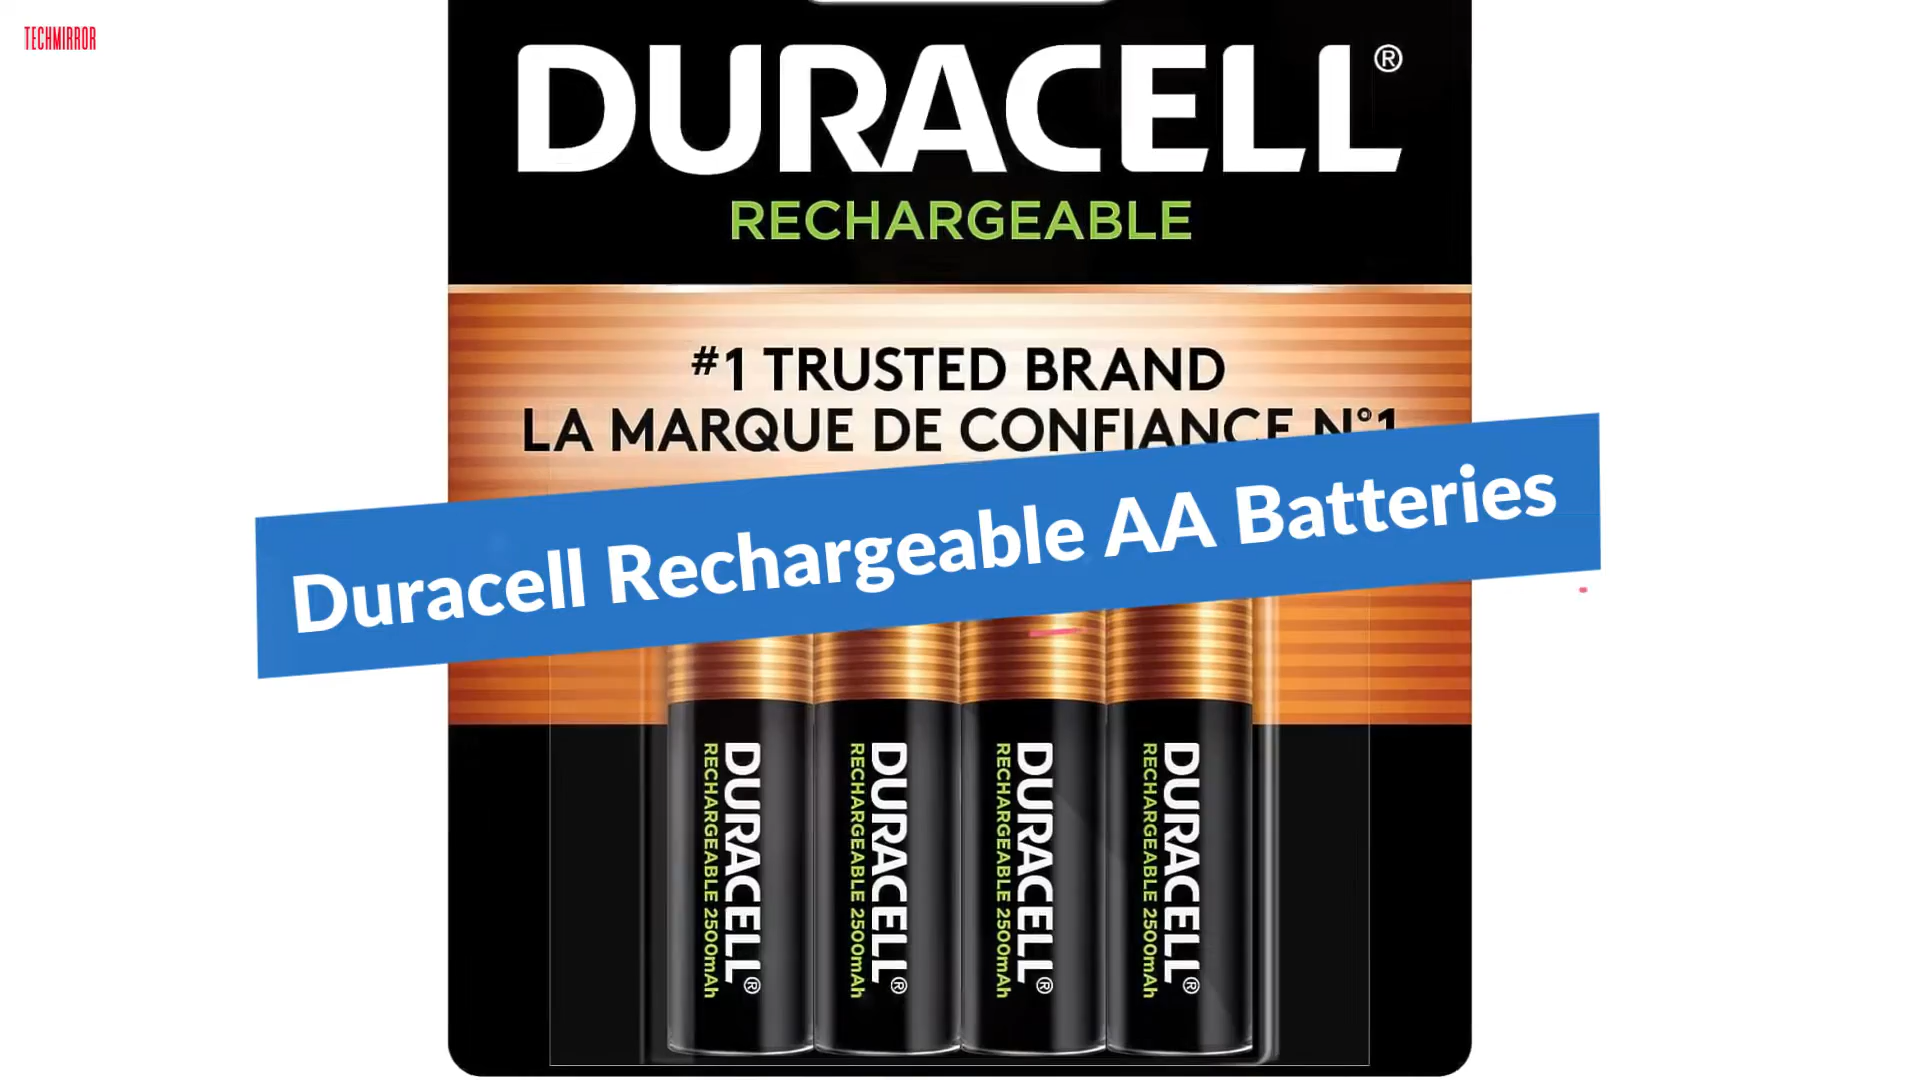 TECHMIRROR
DURACELL®
RECHARGEABLE
#1 TRUSTED BRAND
LA MARQUE DE CONFIANCE N°1
Duracell Rechargeable AA Batteries
DURACELL®
RECHARGEABLE 2500mAh
DURACELL®
RECHARGEABLE 2500mAh
DURACELL®
RECHARGEABLE 2500mAh
DURACELL®
RECHARGEABLE 2500mAh